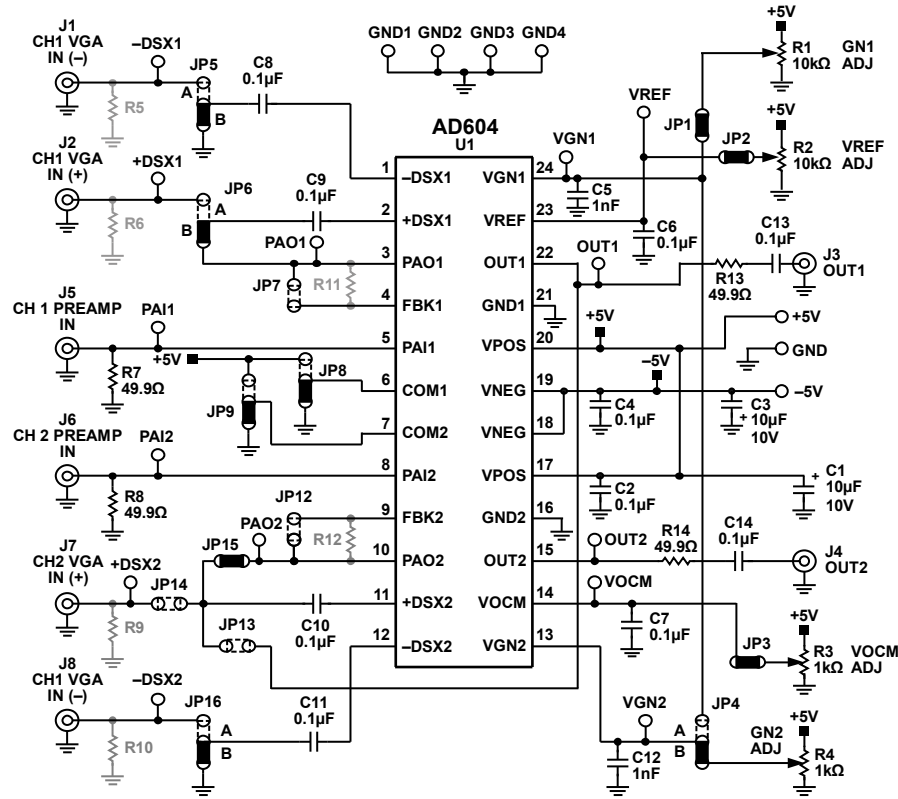 J1
CH1 VGA
IN (–)
–DSX1
JP5
A
B
R5
C8
0.1µF
GND1 GND2 GND3 GND4
+5V
R1
10kΩ
GN1
ADJ
J2
CH1 VGA
IN (+)
+DSX1
JP6
A
B
R6
C9
0.1µF
PAO1
JP7
R11
VREF
JP1
JP2
+5V
R2
10kΩ
VREF
ADJ
AD604
U1
1 –DSX1
2 +DSX1
3 PAO1
4 FBK1
5 PAI1
6 COM1
7 COM2
8 PAI2
9 FBK2
10 PAO2
11 +DSX2
12 –DSX2
VGN1 24
VREF 23
OUT1 22
GND1 21
VPOS 20
VNEG 19
VNEG 18
VPOS 17
GND2 16
OUT2 15
VOCM 14
VGN2 13
VGN1
C5
1nF
C6
0.1µF
OUT1
R13
49.9Ω
C13
0.1µF
J3
OUT1
J5
CH 1 PREAMP
IN
PAI1
R7
49.9Ω
+5V
JP8
JP9
+5V
+5V
GND
–5V
–5V
C4
0.1µF
C3
+
10µF
10V
J6
CH 2 PREAMP
IN
PAI2
R8
49.9Ω
C2
0.1µF
+
C1
10µF
10V
JP12
PAO2
R12
JP15
J7
CH2 VGA
IN (+)
+DSX2
JP14
R9
JP13
C10
0.1µF
OUT2
R14
49.9Ω
C14
0.1µF
J4
OUT2
VOCM
C7
0.1µF
JP3
+5V
R3
1kΩ
VOCM
ADJ
J8
CH1 VGA
IN (–)
–DSX2
JP16
A
B
R10
C11
0.1µF
VGN2
C12
1nF
JP4
A
B
GN2
ADJ
+5V
R4
1kΩ